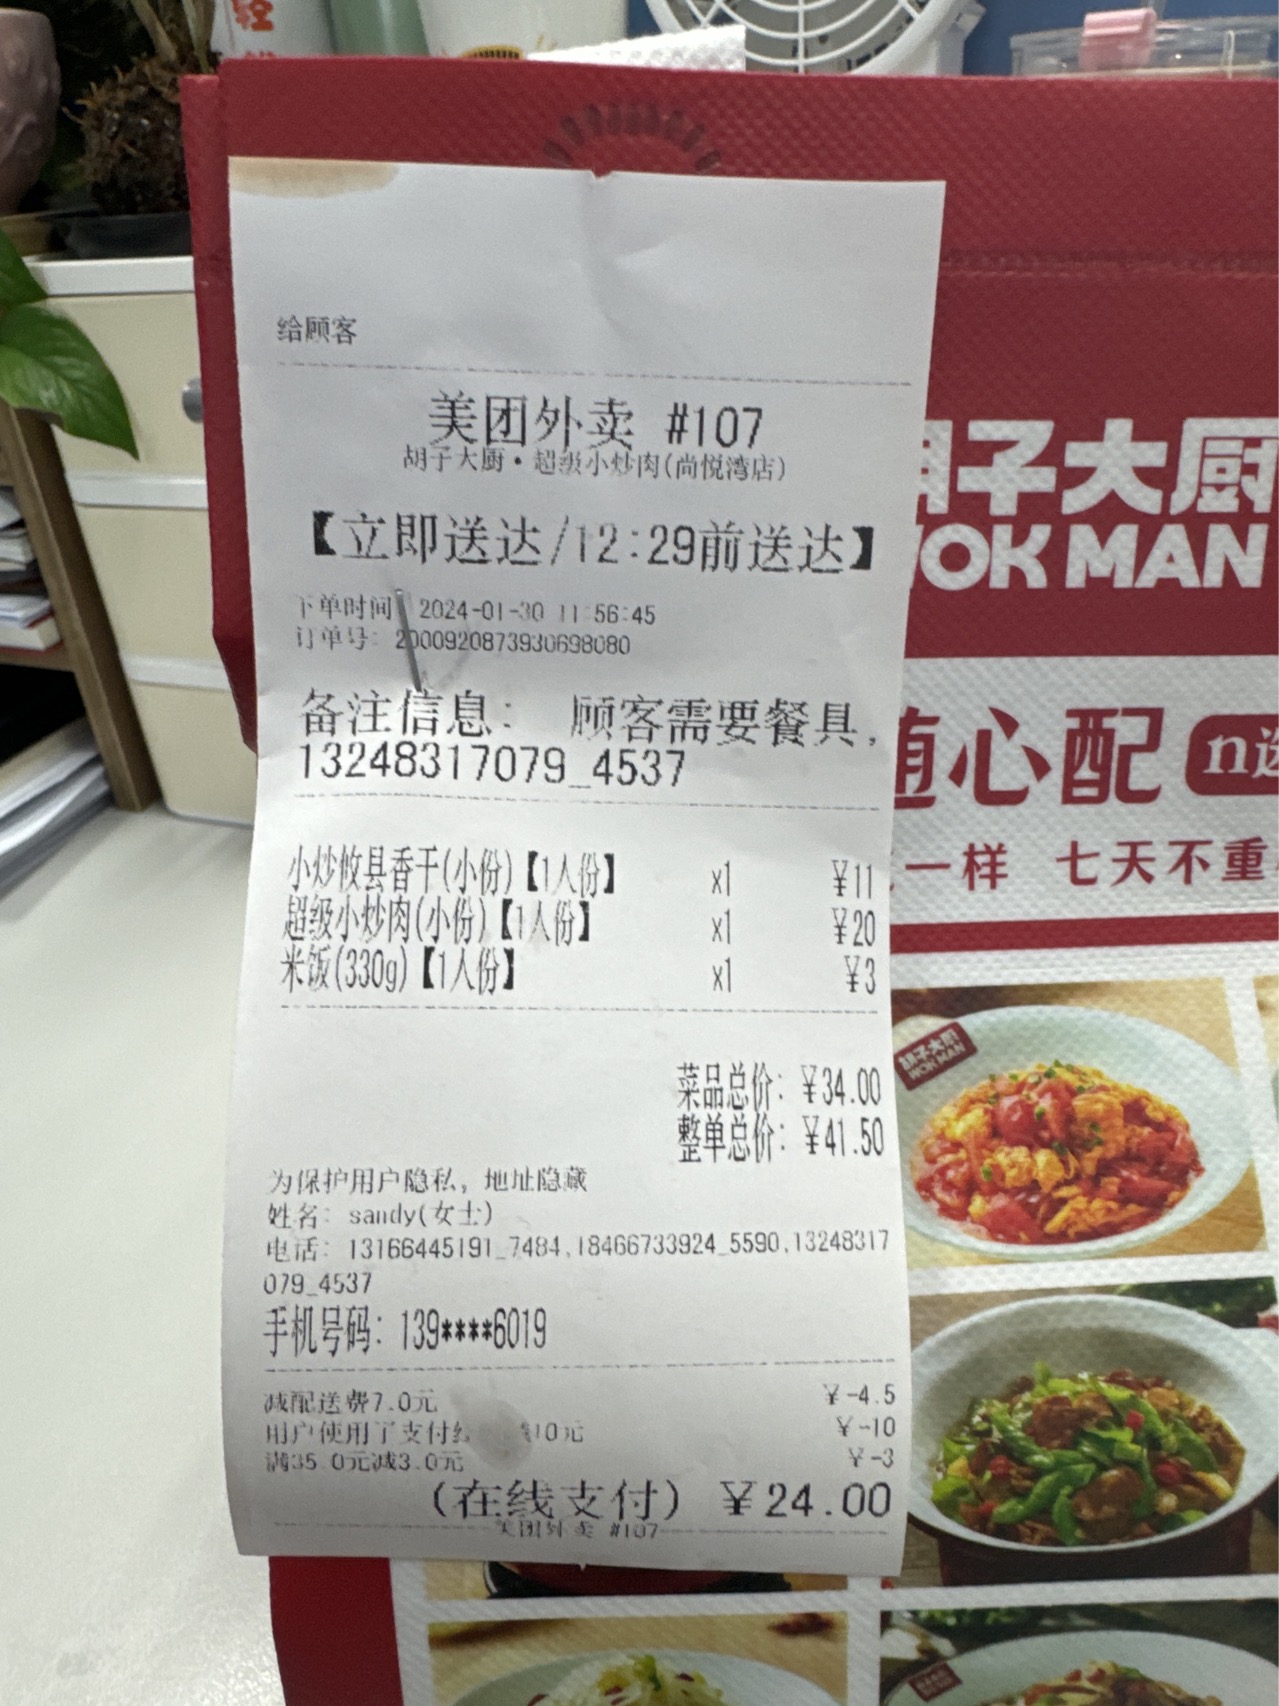 给顾客
美团外卖 #107
胡子大厨·超级小炒肉(尚悦湾店)
【立即送达/12:29前送达】
下单时间: 2024-01-30 11:56:45
订单号: 2000920873930698080
备注信息: 顾客需要餐具,
13248317079_4537
小炒攸县香干(小份)【1人份】 x1 ¥11
超级小炒肉(小份)【1人份】 x1 ¥20
米饭(330g)【1人份】 x1 ¥3
菜品总价: ¥34.00
整单总价: ¥41.50
为保护用户隐私, 地址隐藏
姓名: sandy(女士)
电话: 13166445191_7484,18466733924_5590,13248317
079_4537
手机号码: 139****6019
减配送费7.0元 ¥-4.5
用户使用了支付 10元 ¥-10
满35.0元减3.0元 ¥-3
(在线支付) ¥24.00
美团外卖 #107
子大厨
OK MAN
随心配 n
一样 七天不重
胡子大厨
WOK MAN